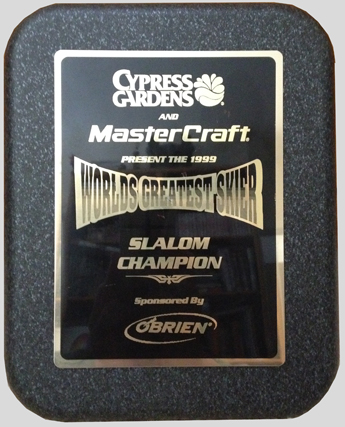 CYPRESS
GARDENS®
AND
MasterCraft®
PRESENT THE 1999
WORLDS GREATEST SKIER
SLALOM
CHAMPION
Sponsored By
O'BRIEN®